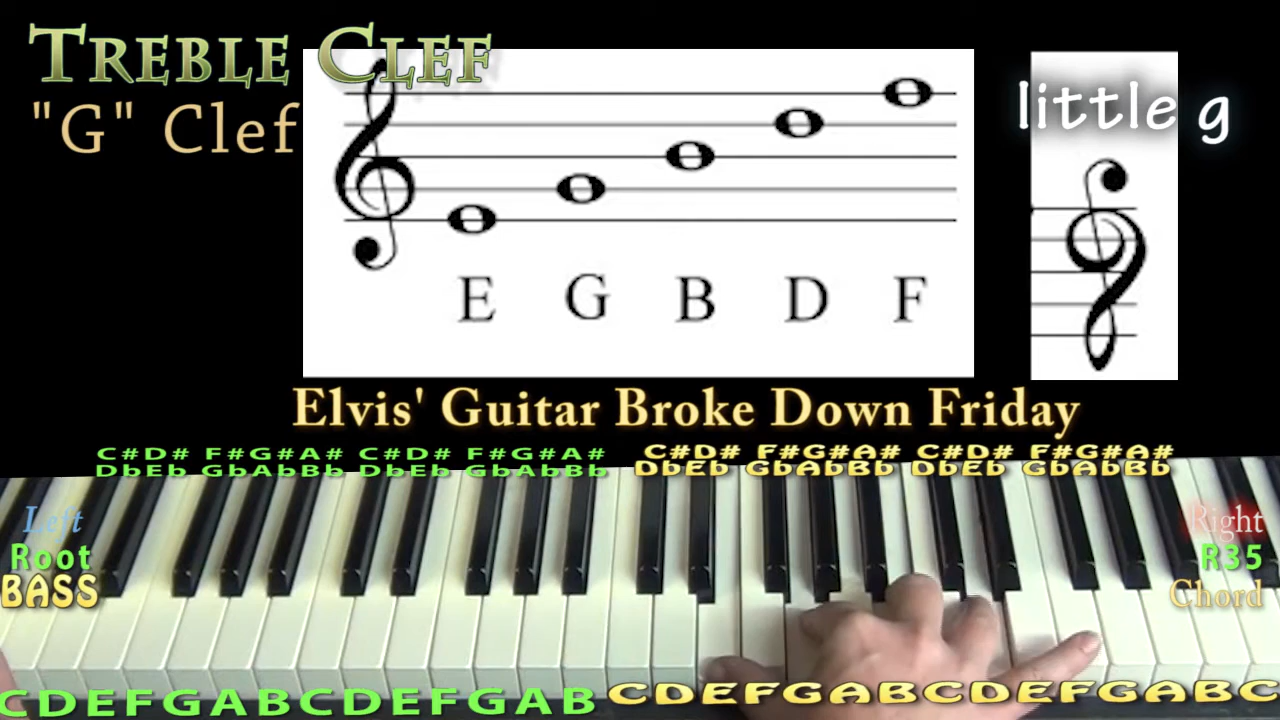 TREBLE CLEF
"G" Clef
little g
E G B D F
Elvis' Guitar Broke Down Friday
C#D# F#G#A# C#D# F#G#A# C#D# F#G#A# C#D# F#G#A#
DbEb GbAbBb DbEb GbAbBb DbEb GbAbBb DbEb GbAbBb
Left
Root
BASS
Right
R35
Chord
CDEFGABCDEFGAB CDEFGABCDEFGABC